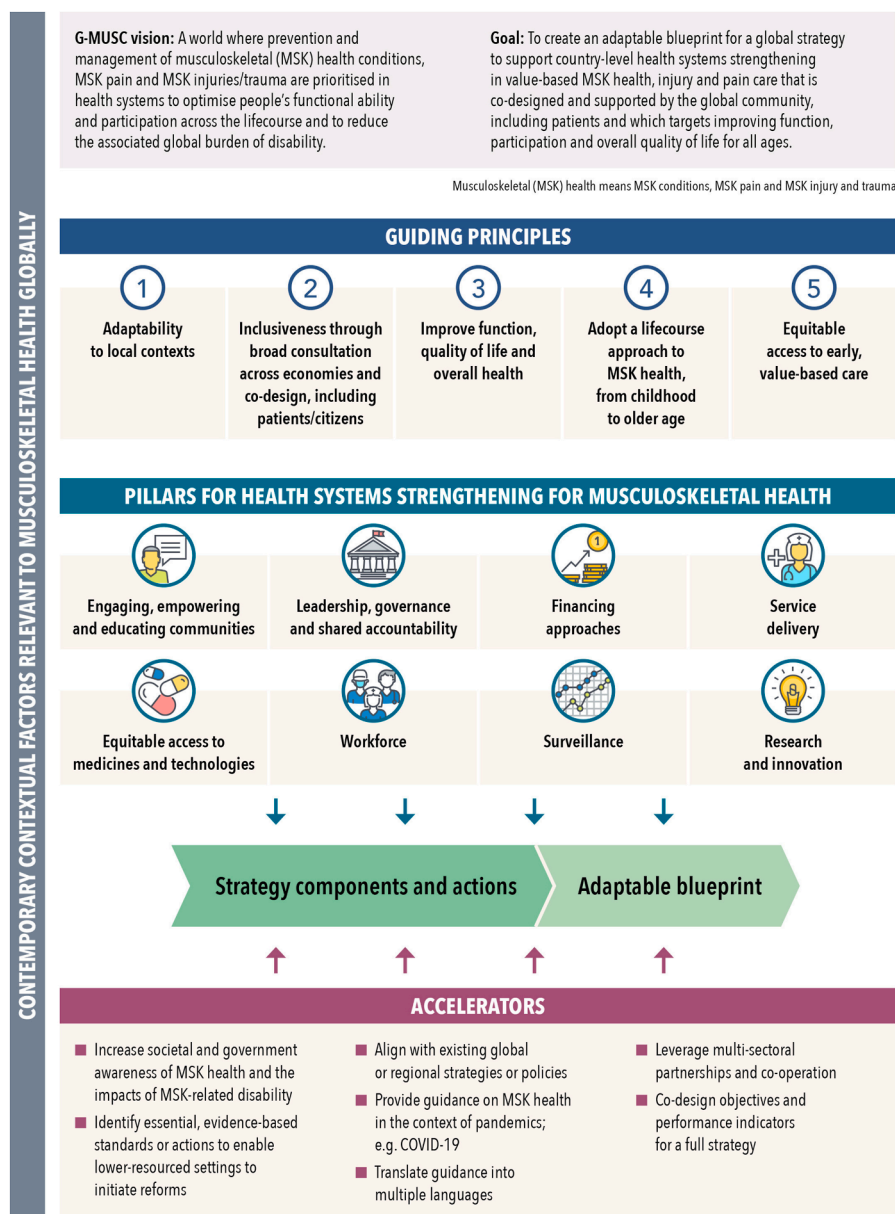 CONTEMPORARY CONTEXTUAL FACTORS RELEVANT TO MUSCULOSKELETAL HEALTH GLOBALLY
G-MUSC vision: A world where prevention and
management of musculoskeletal (MSK) health conditions,
MSK pain and MSK injuries/trauma are prioritised in
health systems to optimise people's functional ability
and participation across the lifecourse and to reduce
the associated global burden of disability.
Goal: To create an adaptable blueprint for a global strategy
to support country-level health systems strengthening
in value-based MSK health, injury and pain care that is
co-designed and supported by the global community,
including patients and which targets improving function,
participation and overall quality of life for all ages.
Musculoskeletal (MSK) health means MSK conditions, MSK pain and MSK injury and trauma
GUIDING PRINCIPLES
1
Adaptability
to local contexts
2
Inclusiveness through
broad consultation
across economies and
co-design, including
patients/citizens
3
Improve function,
quality of life and
overall health
4
Adopt a lifecourse
approach to
MSK health,
from childhood
to older age
5
Equitable
access to early,
value-based care
PILLARS FOR HEALTH SYSTEMS STRENGTHENING FOR MUSCULOSKELETAL HEALTH
Engaging, empowering
and educating communities
Leadership, governance
and shared accountability
1
Financing
approaches
Service
delivery
Equitable access to
medicines and technologies
Workforce
Surveillance
Research
and innovation
Strategy components and actions
Adaptable blueprint
ACCELERATORS
Increase societal and government
awareness of MSK health and the
impacts of MSK-related disability
Identify essential, evidence-based
standards or actions to enable
lower-resourced settings to
initiate reforms
Align with existing global
or regional strategies or policies
Provide guidance on MSK health
in the context of pandemics;
e.g. COVID-19
Translate guidance into
multiple languages
Leverage multi-sectoral
partnerships and co-operation
Co-design objectives and
performance indicators
for a full strategy